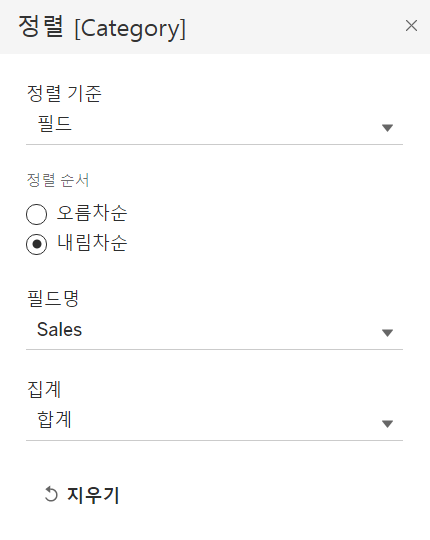 정렬 [Category]
정렬 기준
필드
정렬 순서
오름차순
내림차순
필드명
Sales
집계
합계
지우기